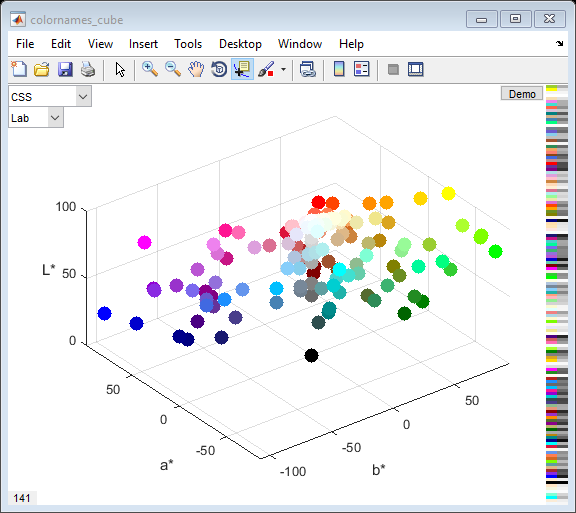 colornames_cube
File Edit View Insert Tools Desktop Window Help
CSS
Demo
Lab
100
L*
50
0
50
0
-50
a*
-100
-50
0
50
b*
141